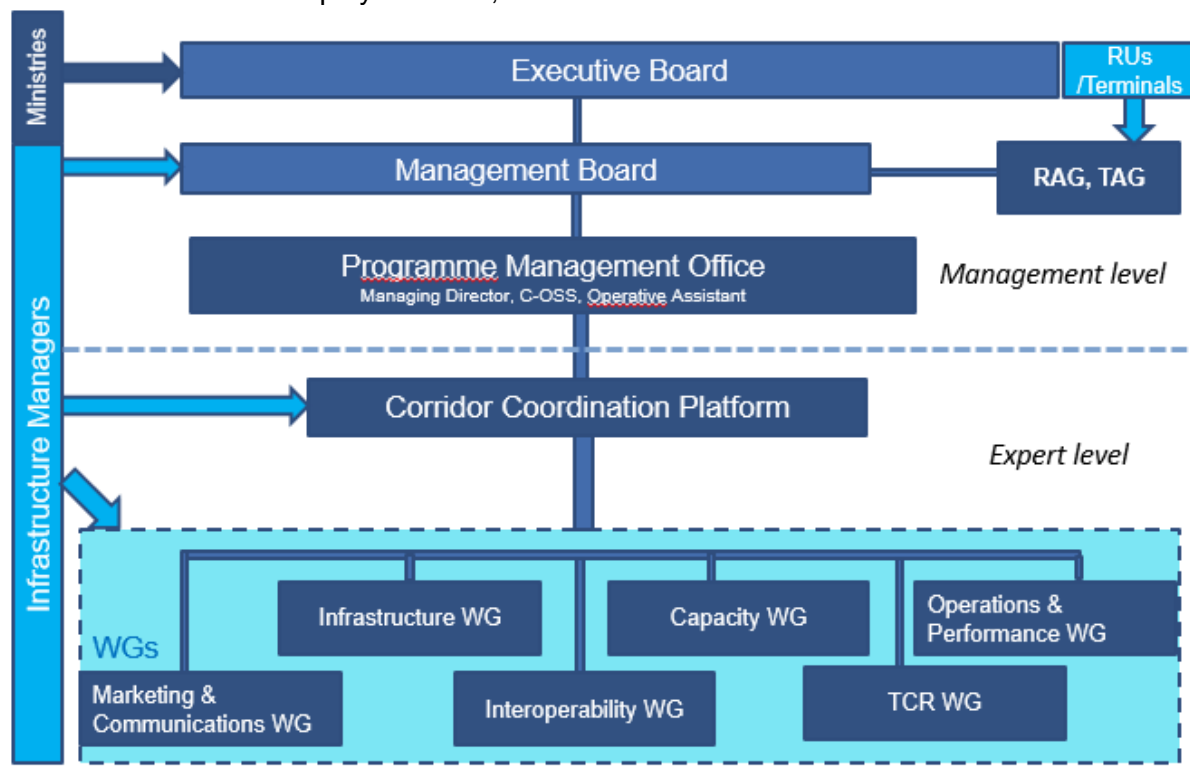 Ministries
Executive Board
RUs
/Terminals
Management Board
RAG, TAG
Programme Management Office
Managing Director, C-OSS, Operative Assistant
Management level
Infrastructure Managers
Corridor Coordination Platform
Expert level
WGs
Infrastructure WG
Capacity WG
Operations &
Performance WG
Marketing &
Communications WG
Interoperability WG
TCR WG